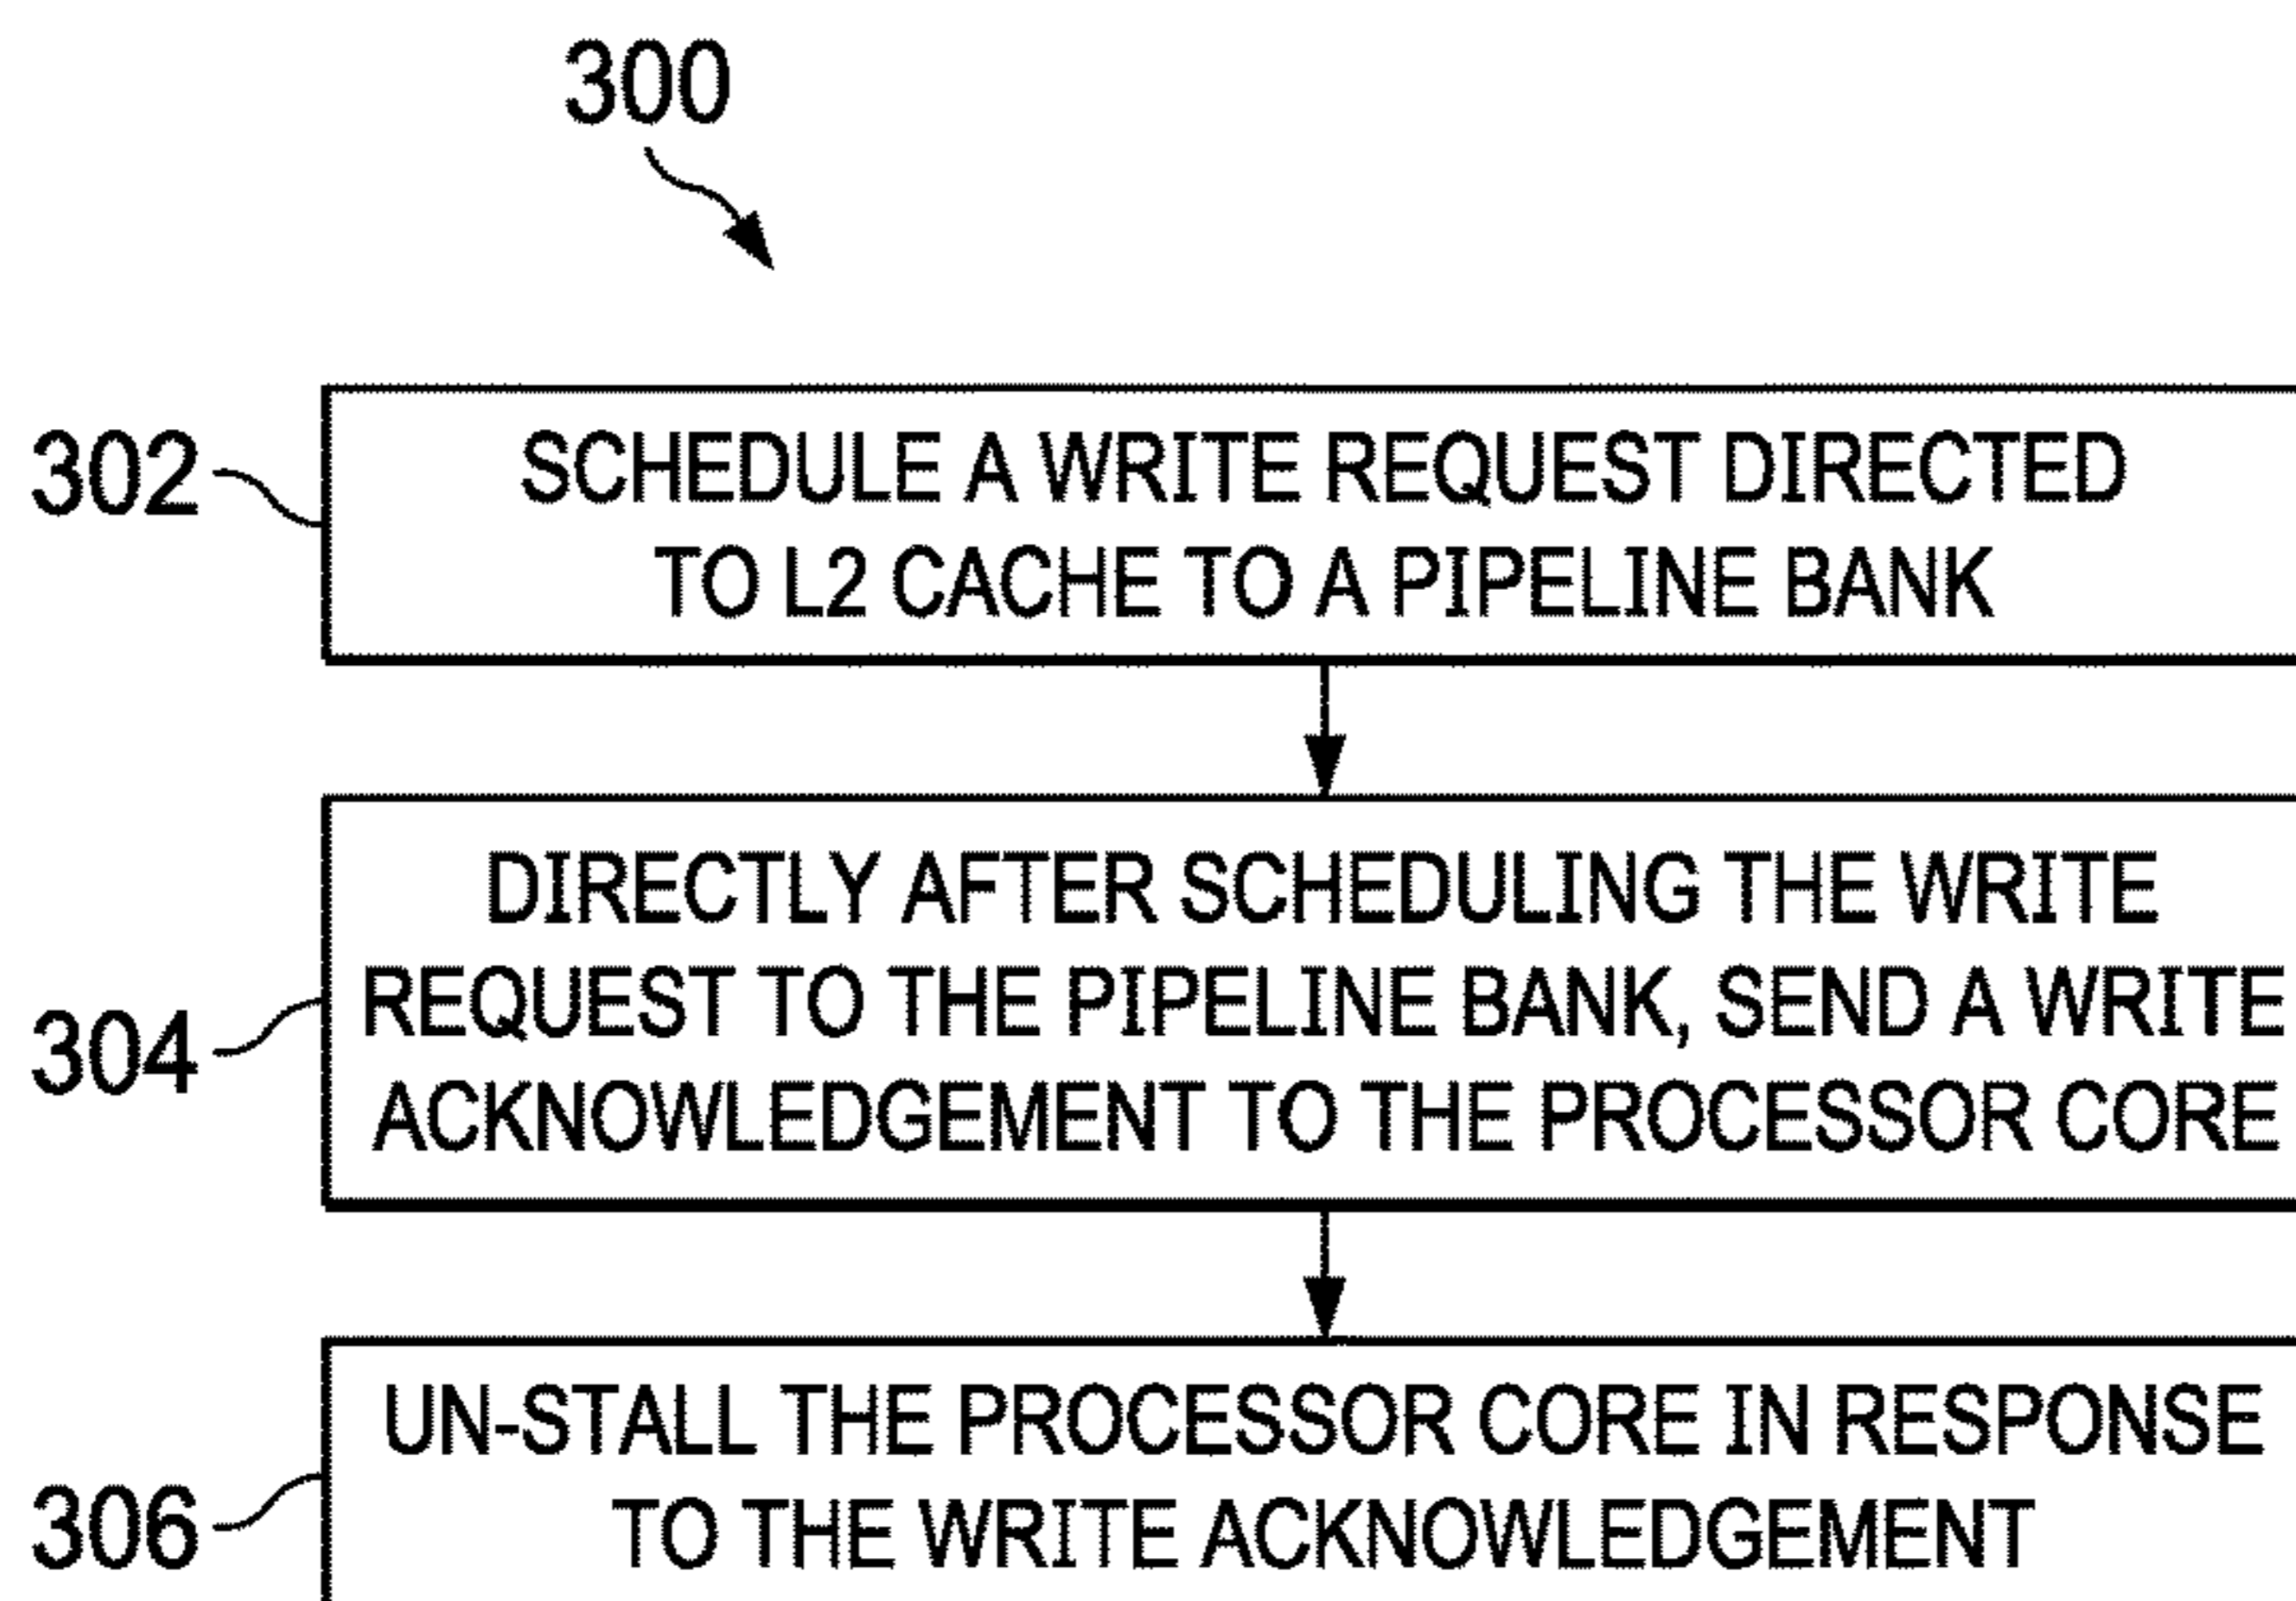 300
302
SCHEDULE A WRITE REQUEST DIRECTED
TO L2 CACHE TO A PIPELINE BANK
304
DIRECTLY AFTER SCHEDULING THE WRITE
REQUEST TO THE PIPELINE BANK, SEND A WRITE
ACKNOWLEDGEMENT TO THE PROCESSOR CORE
306
UN-STALL THE PROCESSOR CORE IN RESPONSE
TO THE WRITE ACKNOWLEDGEMENT